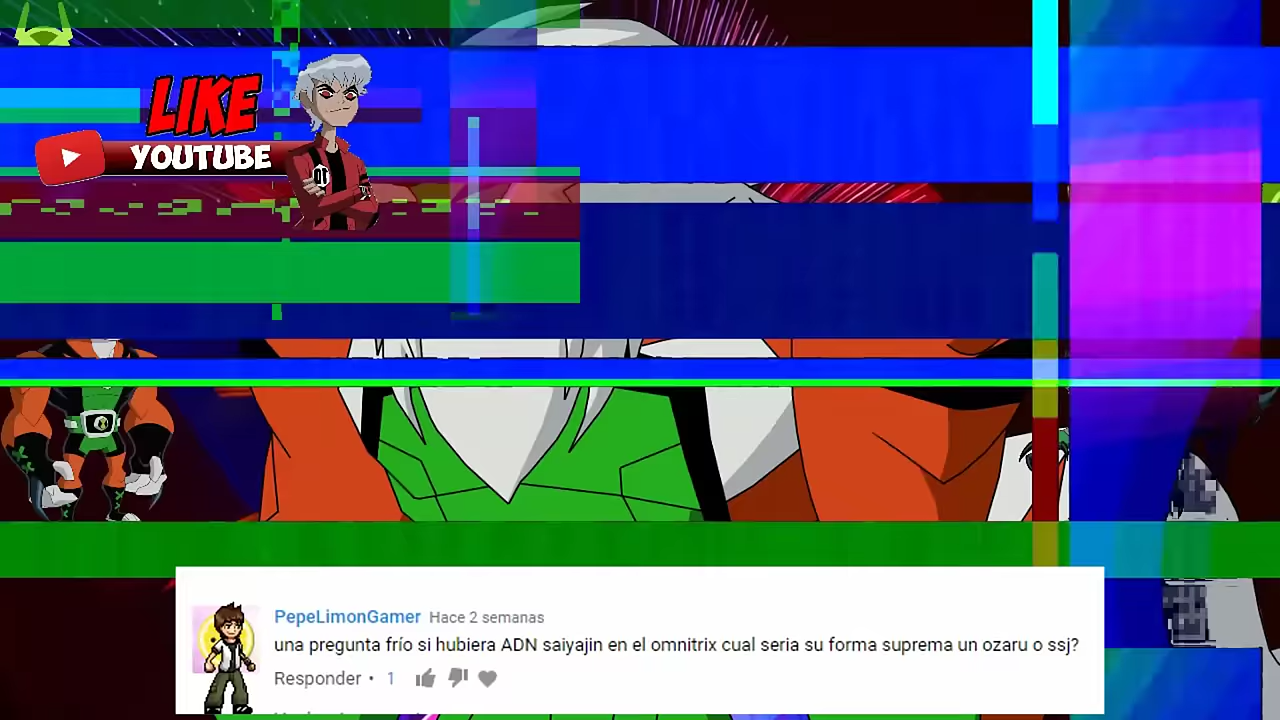 LIKE
YOUTUBE
10
PepeLimonGamer Hace 2 semanas
una pregunta frío si hubiera ADN saiyajin en el omnitrix cual seria su forma suprema un ozaru o ssj?
Responder • 1